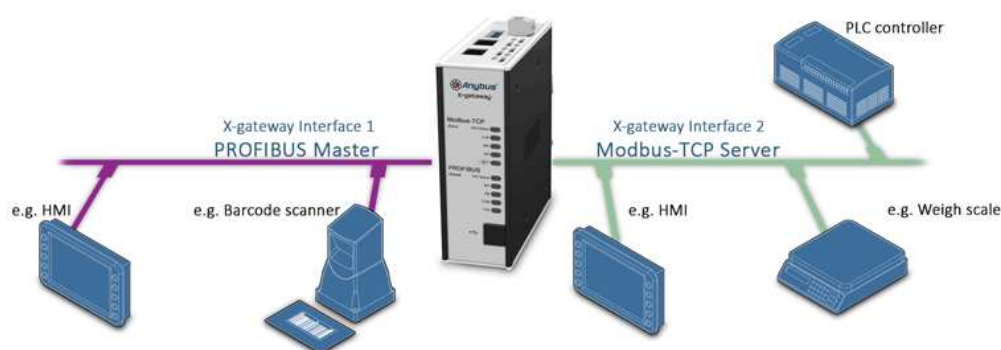 PLC controller
X-gateway Interface 1
PROFIBUS Master
X-gateway Interface 2
Modbus-TCP Server
Anybus
X-gateway
Modbus-TCP
PROFIBUS
e.g. HMI
e.g. Barcode scanner
e.g. HMI
e.g. Weigh scale